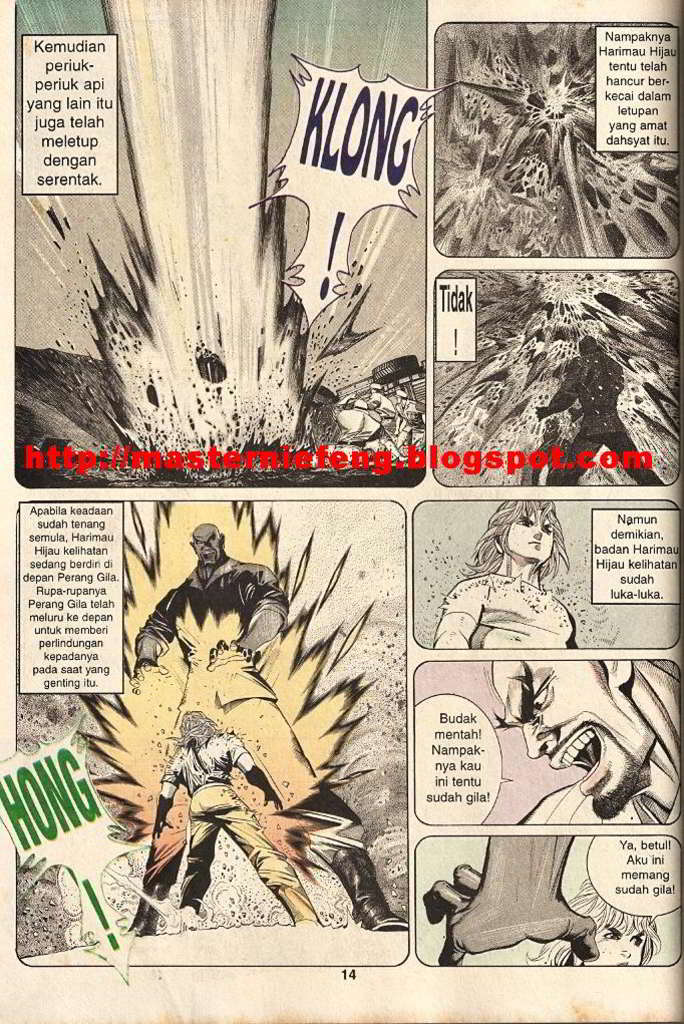 Kemudian
periuk-
periuk api
yang lain itu
juga telah
meletup
dengan
serentak.
KLONG
!
Nampaknya
Harimau Hijau
tentu telah
hancur ber-
kecai dalam
letupan
yang amat
dahsyat itu.
Tidak
!
http://masterniefeng.blogspot.com
Apabila keadaan
sudah tenang
semula, Harimau
Hijau kelihatan
sedang berdiri di
depan Perang Gila.
Rupa-rupanya
Perang Gila telah
meluru ke depan
untuk memberi
perlindungan
kepadanya
pada saat yang
genting itu.
HONG
!
Namun
demikian,
badan Harimau
Hijau kelihatan
sudah
luka-luka.
Budak
mentah!
Nampak-
nya kau
ini tentu
sudah gila!
Ya, betul!
Aku ini
memang
sudah gila!
14